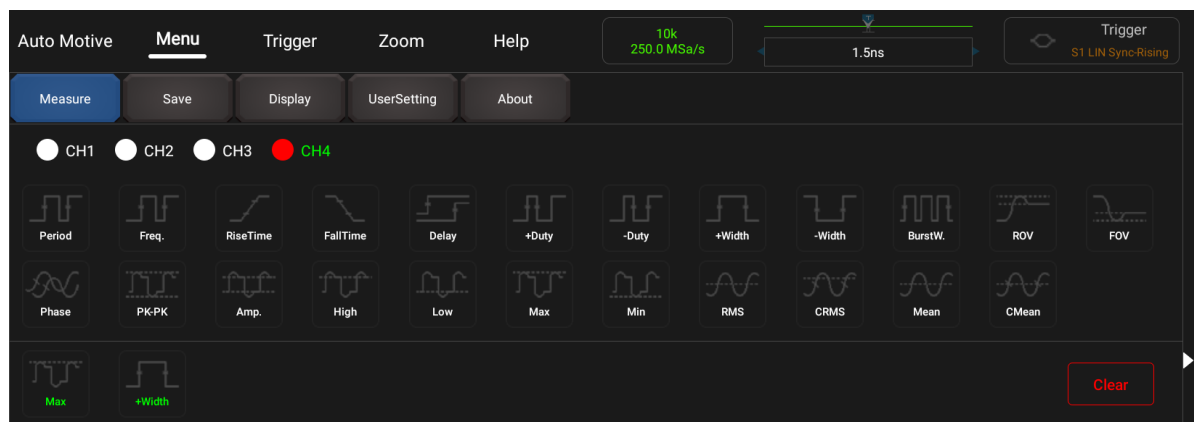 Auto Motive Menu Trigger Zoom Help
10k
250.0 MSa/s
T
1.5ns
Trigger
S1 LIN Sync-Rising
Measure Save Display UserSetting About
CH1 CH2 CH3 CH4
Period Freq. RiseTime FallTime Delay +Duty -Duty +Width -Width BurstW. ROV FOV
Phase PK-PK Amp. High Low Max Min RMS CRMS Mean CMean
Max +Width
Clear